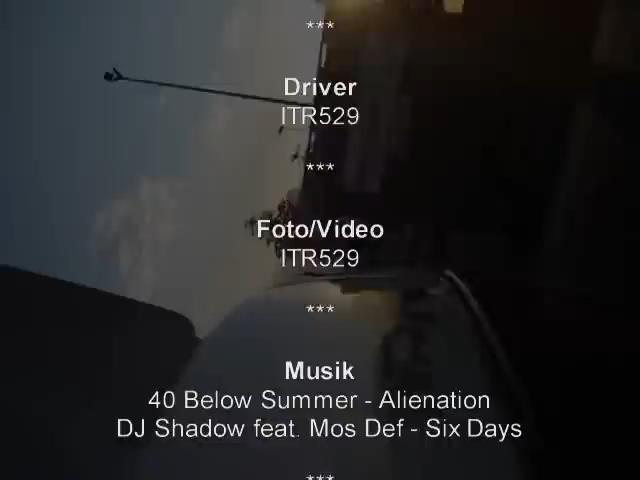 ***
Driver
ITR529
***
Foto/Video
ITR529
***
Musik
40 Below Summer - Alienation
DJ Shadow feat. Mos Def - Six Days
***